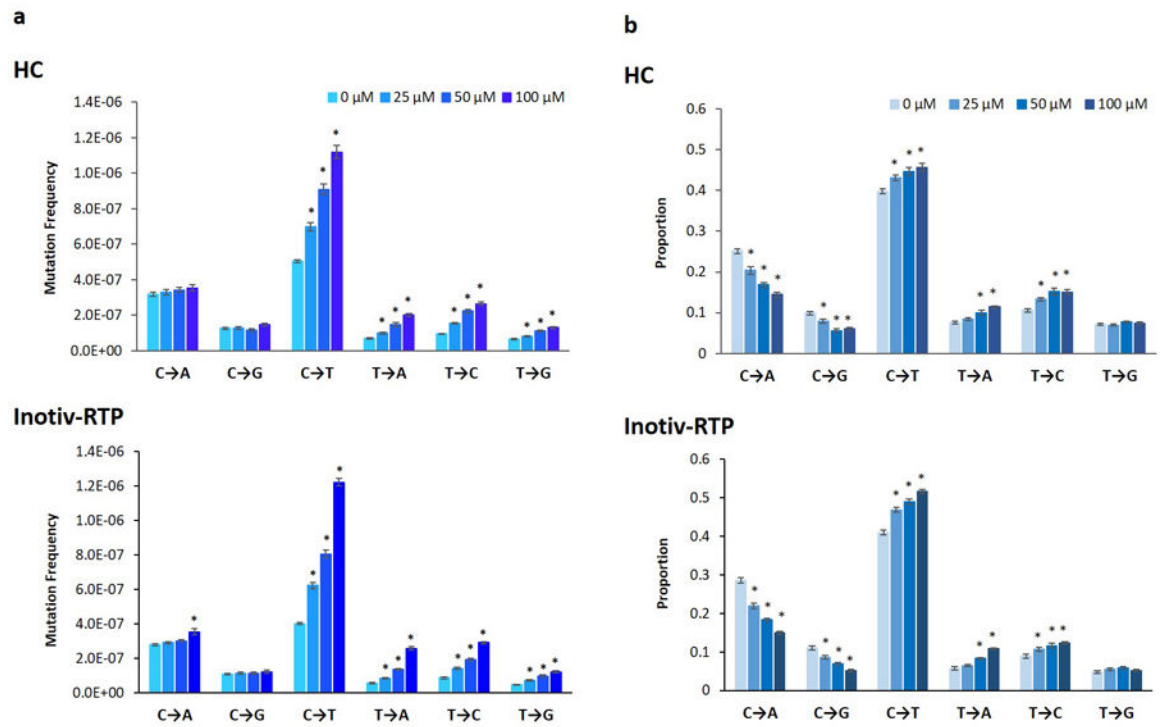 a
HC
0 μM 25 μM 50 μM 100 μM
Mutation Frequency
1.4E-06
1.2E-06
1.0E-06
8.0E-07
6.0E-07
4.0E-07
2.0E-07
0.0E+00
* * * * * * * * * * * *
C→A C→G C→T T→A T→C T→G
b
HC
0 μM 25 μM 50 μM 100 μM
Proportion
0.6
0.5
0.4
0.3
0.2
0.1
0
* * * * * * * * * * * * * *
C→A C→G C→T T→A T→C T→G
Inotiv-RTP
Mutation Frequency
1.4E-06
1.2E-06
1.0E-06
8.0E-07
6.0E-07
4.0E-07
2.0E-07
0.0E+00
* * * * * * * * * * * * *
C→A C→G C→T T→A T→C T→G
Inotiv-RTP
Proportion
0.6
0.5
0.4
0.3
0.2
0.1
0
* * * * * * * * * * * * * *
C→A C→G C→T T→A T→C T→G